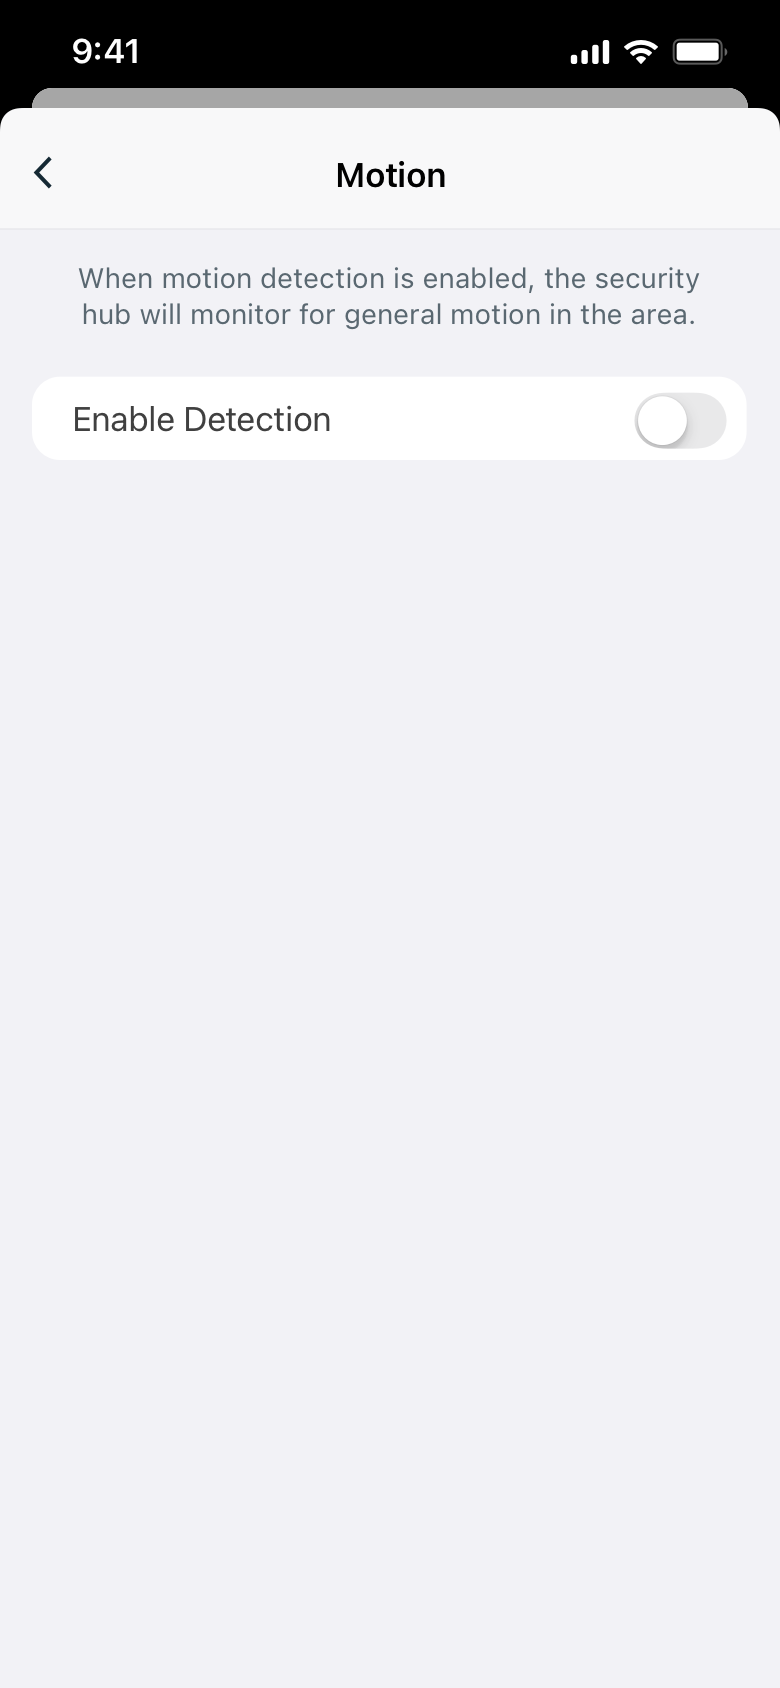 9:41
Motion
When motion detection is enabled, the security
hub will monitor for general motion in the area.
Enable Detection